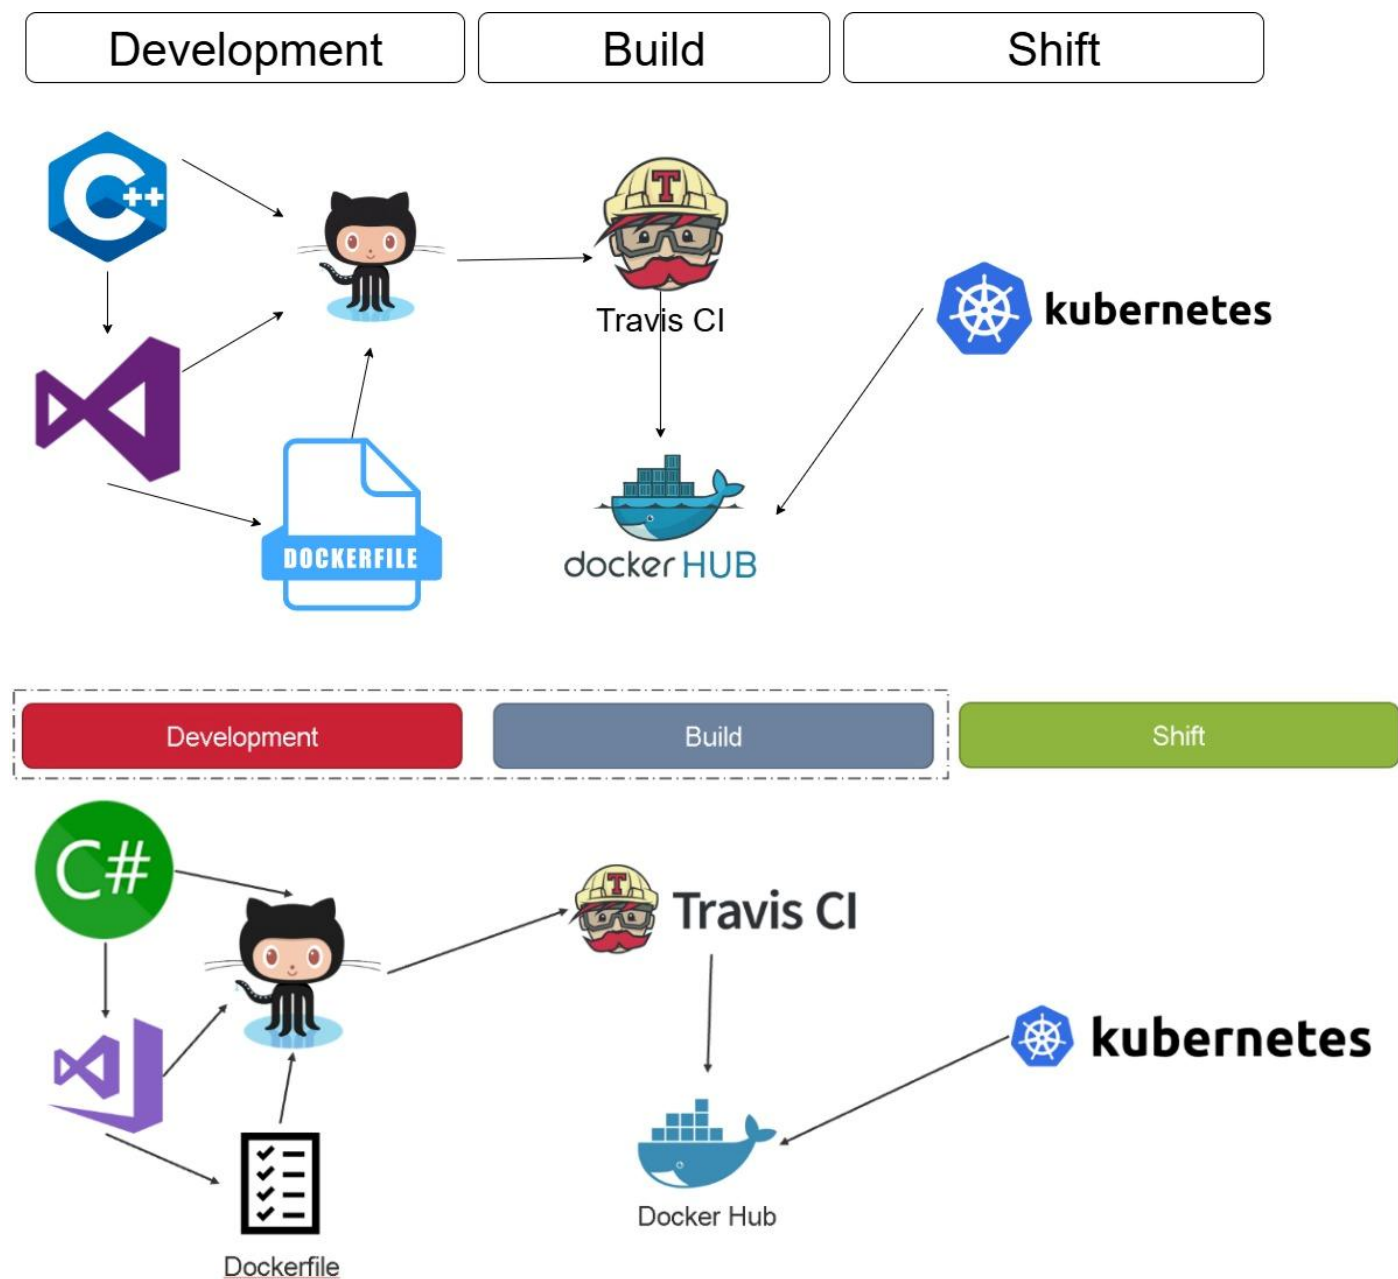 Development
Build
Shift
C++
T
Travis CI
kubernetes
DOCKERFILE
docker HUB
Development
Build
Shift
C#
T
Travis CI
kubernetes
Docker Hub
Dockerfile